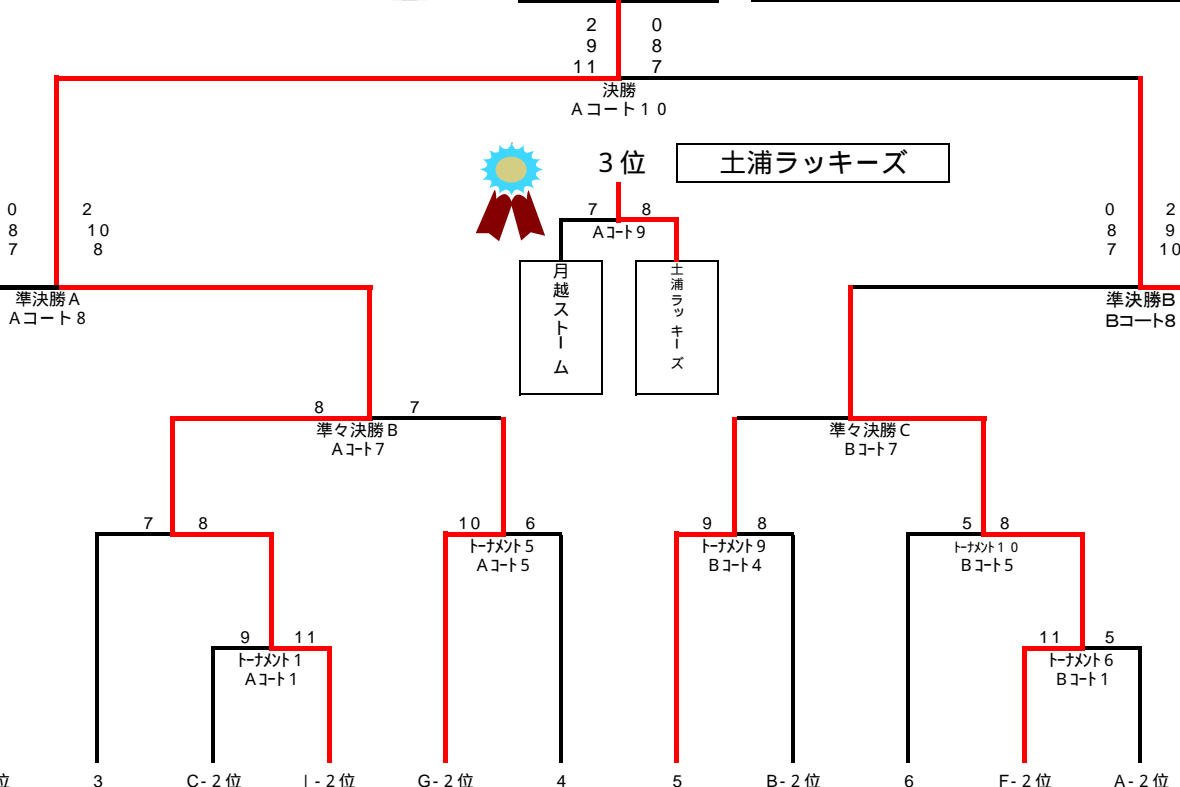 2 0
9 8
11 7
決勝
Aコート10
3位 土浦ラッキーズ
7 8
Aコート9
月越ストーム
土浦ラッキーズ
0 2
8 10
7 8
準決勝A
Aコート8
0 2
8 9
7 10
準決勝B
Bコート8
8 7
準々決勝B
Aコート7
準々決勝C
Bコート7
7 8
10 6
トーナメント5
Aコート5
9 8
トーナメント9
Bコート4
5 8
トーナメント10
Bコート5
9 11
トーナメント1
Aコート1
11 5
トーナメント6
Bコート1
位 3 C-2位 I-2位 G-2位 4 5 B-2位 6 F-2位 A-2位